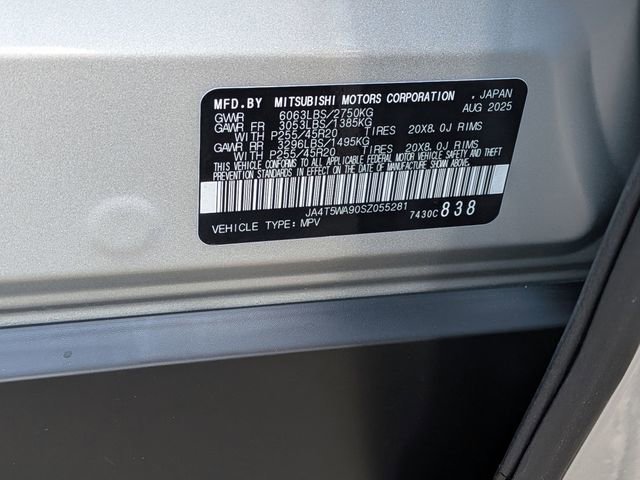 MFD.BY MITSUBISHI MOTORS CORPORATION , JAPAN
GWR 6063LBS/2750KG AUG 2025
GAWR FR 3053LBS/1385KG
WITH P255/45R20 TIRES 20X8.0J RIMS
GAWR RR 3296LBS/1495KG
WITH P255/45R20 TIRES 20X8.0J RIMS
THIS VEHICLE CONFORMS TO ALL APPLICABLE FEDERAL MOTOR VEHICLE SAFETY AND THEFT
PREVENTION STANDARDS IN EFFECT ON THE DATE OF MANUFACTURE SHOWN ABOVE.
JA4T5WA90SZ055281 7430C838
VEHICLE TYPE: MPV